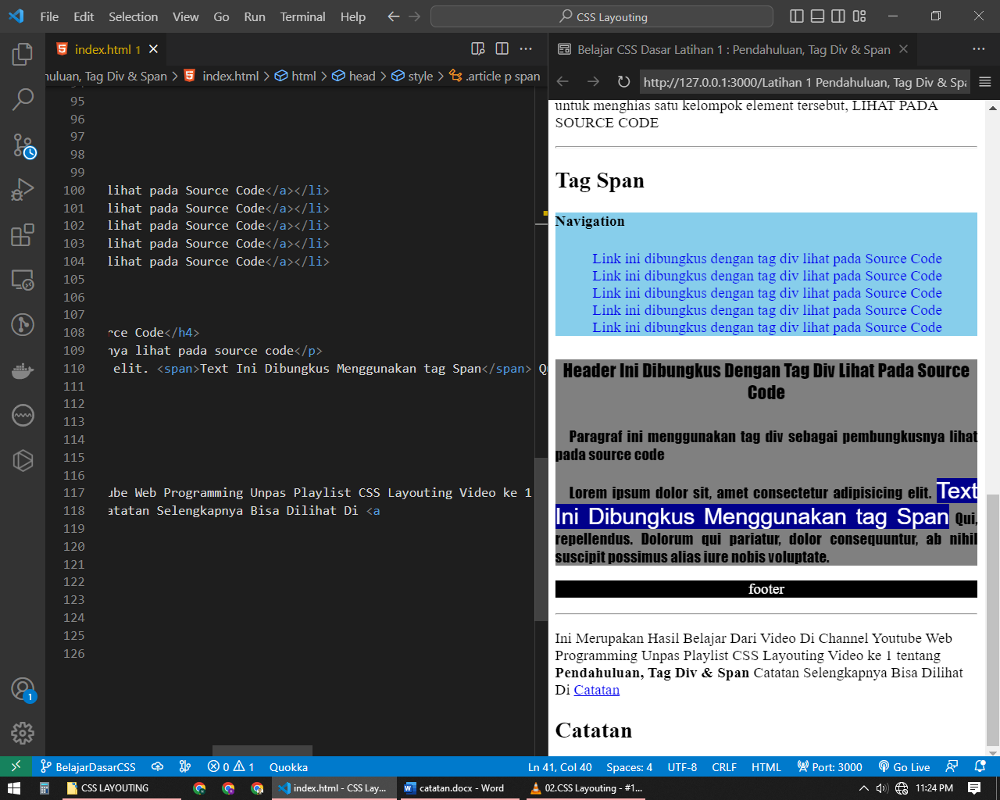 File Edit Selection View Go Run Terminal Help
CSS Layouting
index.html 1
Belajar CSS Dasar Latihan 1 : Pendahuluan, Tag Div & Span
huluan, Tag Div & Span > index.html > html > head > style > .article p span
http://127.0.0.1:3000/Latihan 1 Pendahuluan, Tag Div & Spa
95
96
97
98
99
100 lihat pada Source Code</a></li>
101 lihat pada Source Code</a></li>
102 lihat pada Source Code</a></li>
103 lihat pada Source Code</a></li>
104 lihat pada Source Code</a></li>
105
106
107
108 rce Code</h4>
109 nya lihat pada source code</p>
110 elit. <span>Text Ini Dibungkus Menggunakan tag Span</span> Qu
111
112
113
114
115
116
117 ube Web Programming Unpas Playlist CSS Layouting Video ke 1
118 atatan Selengkapnya Bisa Dilihat Di <a
119
120
121
122
123
124
125
126
untuk menghias satu kelompok element tersebut, LIHAT PADA
SOURCE CODE
Tag Span
Navigation
Link ini dibungkus dengan tag div lihat pada Source Code
Link ini dibungkus dengan tag div lihat pada Source Code
Link ini dibungkus dengan tag div lihat pada Source Code
Link ini dibungkus dengan tag div lihat pada Source Code
Link ini dibungkus dengan tag div lihat pada Source Code
Header Ini Dibungkus Dengan Tag Div Lihat Pada Source
Code
Paragraf ini menggunakan tag div sebagai pembungkusnya lihat
pada source code
Lorem ipsum dolor sit, amet consectetur adipisicing elit. Text
Ini Dibungkus Menggunakan tag Span Qui,
repellendus. Dolorum qui pariatur, dolor consequuntur, ab nihil
suscipit possimus alias iure nobis voluptate.
footer
Ini Merupakan Hasil Belajar Dari Video Di Channel Youtube Web
Programming Unpas Playlist CSS Layouting Video ke 1 tentang
Pendahuluan, Tag Div & Span Catatan Selengkapnya Bisa Dilihat
Di Catatan
Catatan
1
BelajarDasarCSS 0 1 Quokka Ln 41, Col 40 Spaces: 4 UTF-8 CRLF HTML Port: 3000 Go Live
CSS LAYOUTING index.html - CSS Lay... catatan.docx - Word 02.CSS Layouting - #1... 11:24 PM